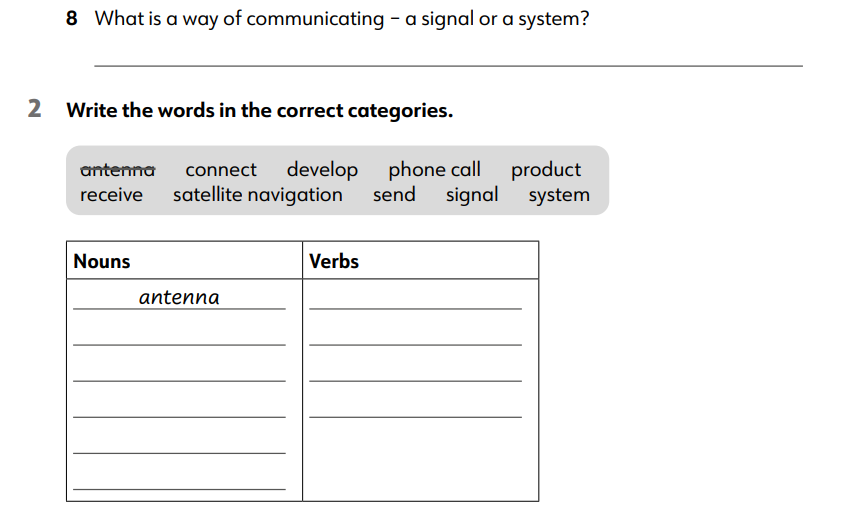 8 What is a way of communicating – a signal or a system?
2 Write the words in the correct categories.
antenna connect develop phone call product
receive satellite navigation send signal system
Nouns Verbs
antenna